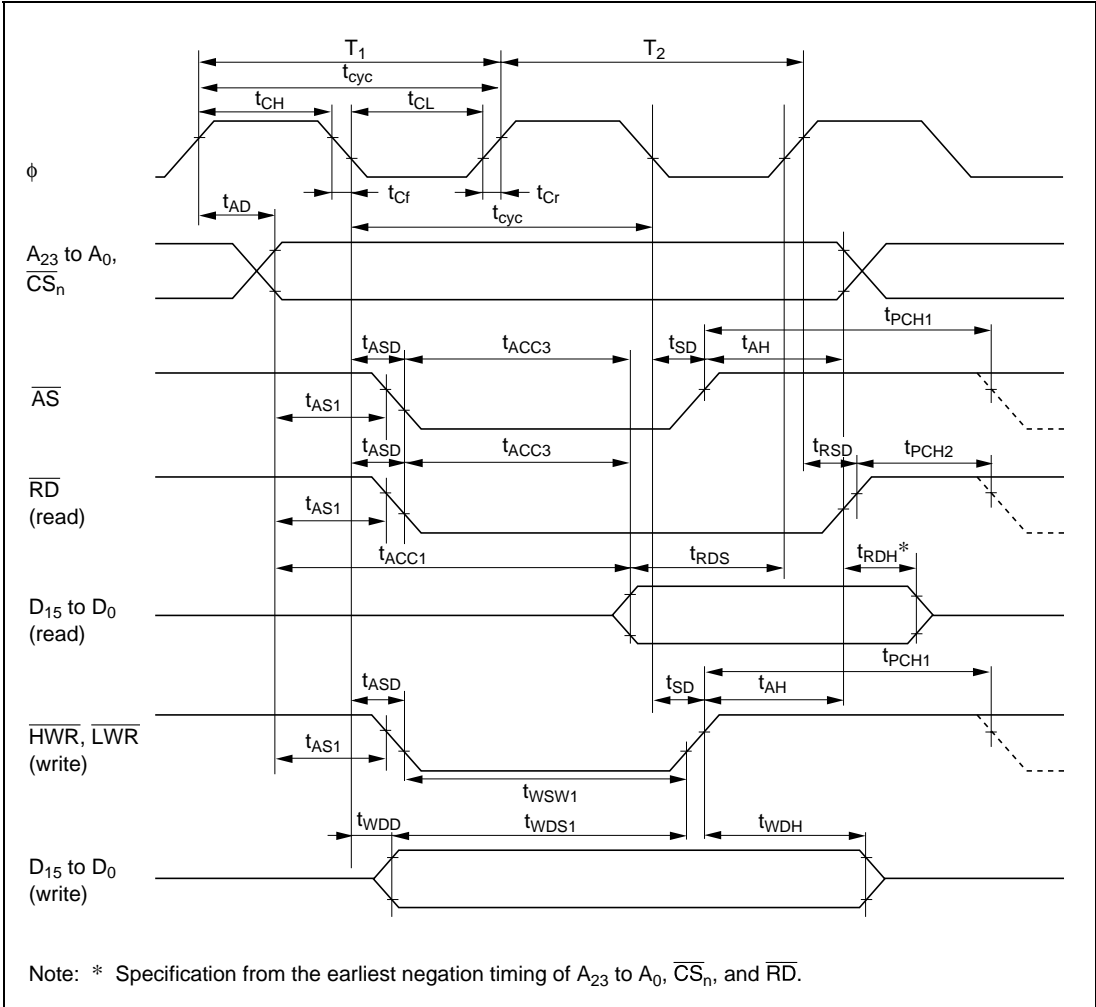 T1 T2
tcyc
tCH tCL
ϕ
tCf tCr
tAD
tcyc
A23 to A0,
CSn
tPCH1
tASD tACC3 tSD tAH
AS
tAS1
tASD tACC3 tRSD tPCH2
RD
(read)
tAS1
tACC1 tRDS tRDH*
D15 to D0
(read)
tPCH1
tASD tSD tAH
HWR, LWR
(write)
tAS1
tWSW1
tWDD tWDS1 tWDH
D15 to D0
(write)
Note: * Specification from the earliest negation timing of A23 to A0, CSn, and RD.